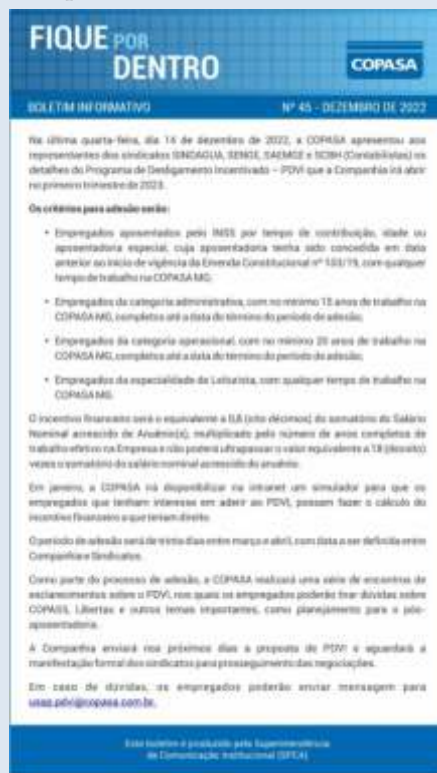 FIQUE POR
DENTRO
COPASA
BOLETIM INFORMATIVO
Nº 45 - DEZEMBRO DE 2022
Na última quarta-feira, dia 14 de dezembro de 2022, a COPASA apresentou aos
representantes dos sindicatos SINDAGUA, SENGE, SAEMGE e SCBH (Contabilistas) os
detalhes do Programa de Desligamento Incentivado – PDVI que a Companhia irá abrir
no primeiro trimestre de 2023.
Os critérios para adesão serão:
• Empregados aposentados pelo INSS por tempo de contribuição, idade ou
aposentadoria especial, cuja aposentadoria tenha sido concedida em data
anterior ao início de vigência da Emenda Constitucional nº 103/19, com qualquer
tempo de trabalho na COPASA MG.
• Empregados da categoria administrativa, com no mínimo 15 anos de trabalho na
COPASA MG, completos até a data do término do período de adesão;
• Empregados da categoria operacional, com no mínimo 20 anos de trabalho na
COPASA MG, completos até a data do término do período de adesão;
• Empregados da especialidade de Leiturista, com qualquer tempo de trabalho na
COPASA MG.
O incentivo financeiro será o equivalente a 0,8 (oito décimos) do somatório do Salário
Nominal acrescido de Anuênio(s), multiplicado pelo número de anos completos de
trabalho efetivo na Empresa e não poderá ultrapassar o valor equivalente a 18 (dezoito)
vezes o somatório do salário nominal acrescido do anuênio.
Em janeiro, a COPASA irá disponibilizar na intranet um simulador para que os
empregados que tenham interesse em aderir ao PDVI, possam fazer o cálculo do
incentivo financeiro a que teriam direito.
O período de adesão será de trinta dias entre março e abril, com data a ser definida entre
Companhia e Sindicatos.
Como parte do processo de adesão, a COPASA realizará uma série de encontros de
esclarecimentos sobre o PDVI, nos quais os empregados poderão tirar dúvidas sobre
COPASS, Libertas e outros temas importantes, como planejamento para o pós-
aposentadoria.
A Companhia enviará nos próximos dias a proposta do PDVI e aguardará a
manifestação formal dos sindicatos para prosseguimento das negociações.
Em caso de dúvidas, os empregados poderão enviar mensagem para
usap.pdvi@copasa.com.br.
Este boletim é produzido pela Superintendência
de Comunicação Institucional (SPCA)